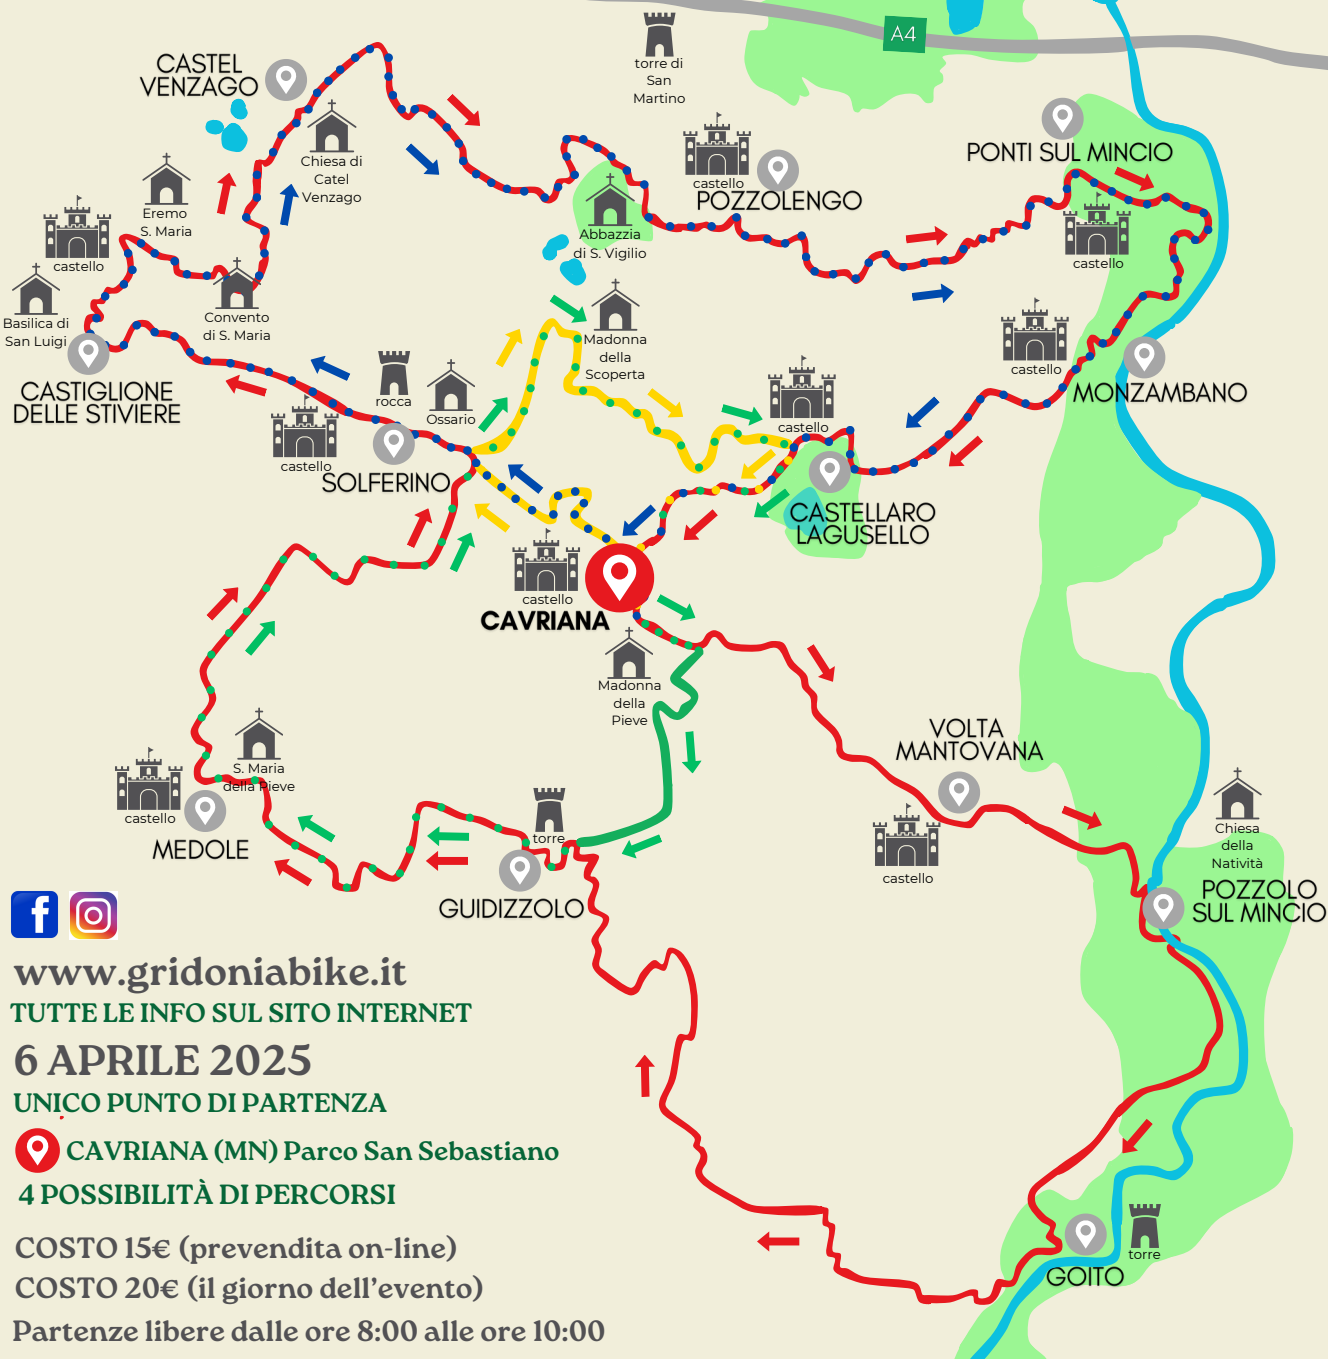 A4
torre di
San
Martino
CASTEL
VENZAGO
Chiesa di
Catel
Venzago
castello
POZZOLENGO
PONTI SUL MINCIO
castello
Eremo
S. Maria
castello
Abbazzia
di S. Vigilio
Basilica di
San Luigi
Convento
di S. Maria
Madonna
della
Scoperta
castello
MONZAMBANO
CASTIGLIONE
DELLE STIVIERE
rocca
Ossario
castello
castello
SOLFERINO
CASTELLARO
LAGUSELLO
castello
CAVRIANA
Madonna
della
Pieve
VOLTA
MANTOVANA
castello
S. Maria
della Pieve
castello
MEDOLE
torre
GUIDIZZOLO
Chiesa
della
Natività
POZZOLO
SUL MINCIO
torre
GOITO
f
www.gridoniabike.it
TUTTE LE INFO SUL SITO INTERNET
6 APRILE 2025
UNICO PUNTO DI PARTENZA
CAVRIANA (MN) Parco San Sebastiano
4 POSSIBILITÀ DI PERCORSI
COSTO 15€ (prevendita on-line)
COSTO 20€ (il giorno dell'evento)
Partenze libere dalle ore 8:00 alle ore 10:00